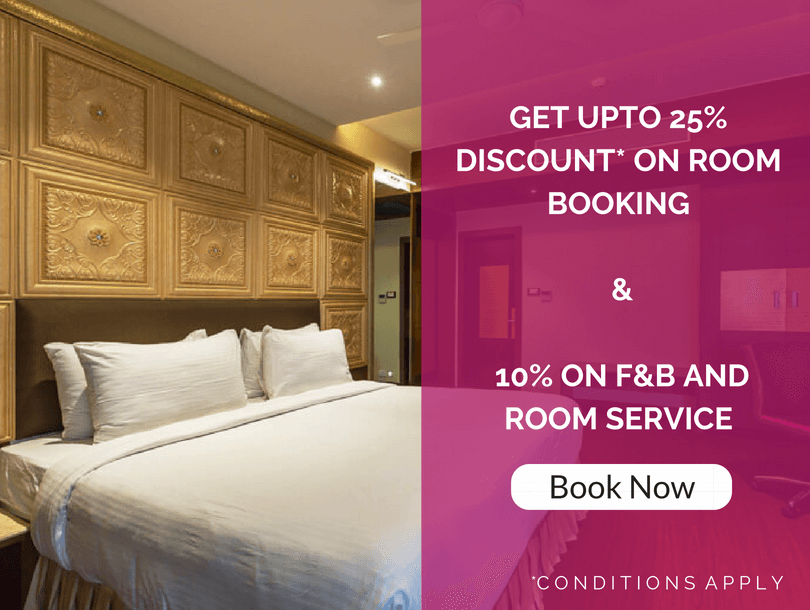 GET UPTO 25%
DISCOUNT* ON ROOM
BOOKING
&
10% ON F&B AND
ROOM SERVICE
Book Now
*CONDITIONS APPLY